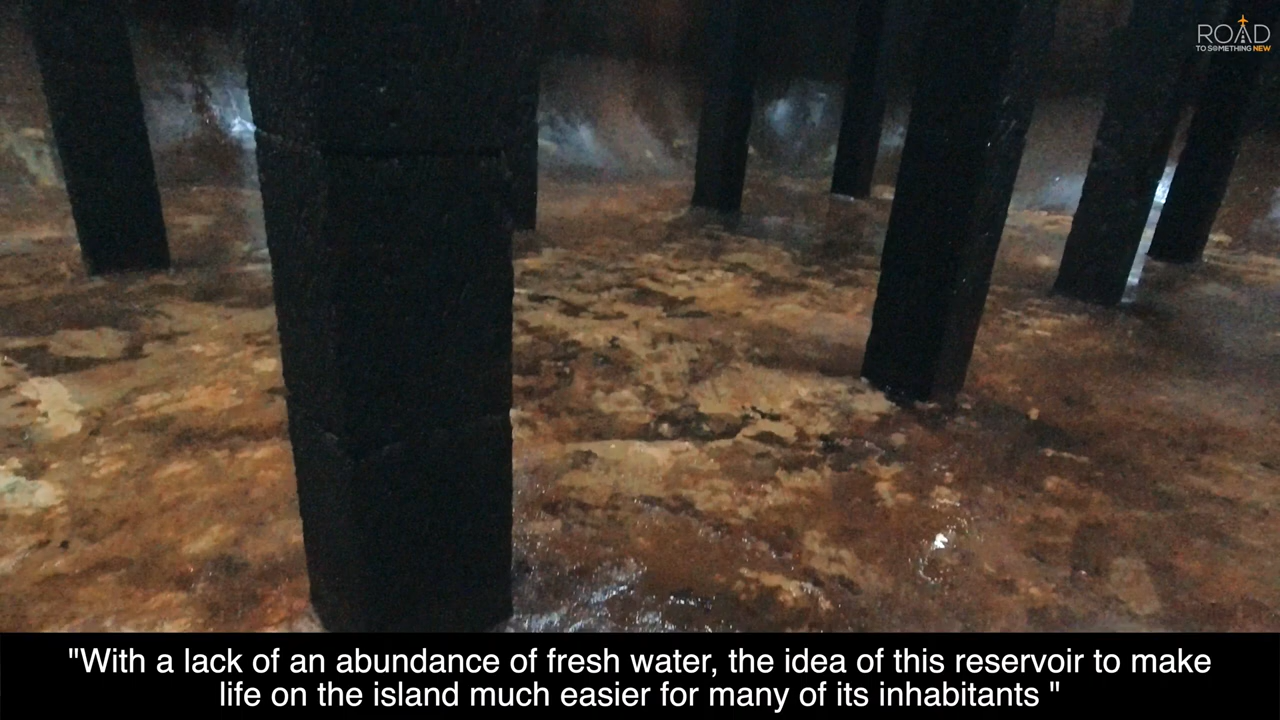 ROAD
TO SOMETHING NEW
"With a lack of an abundance of fresh water, the idea of this reservoir to make
life on the island much easier for many of its inhabitants "